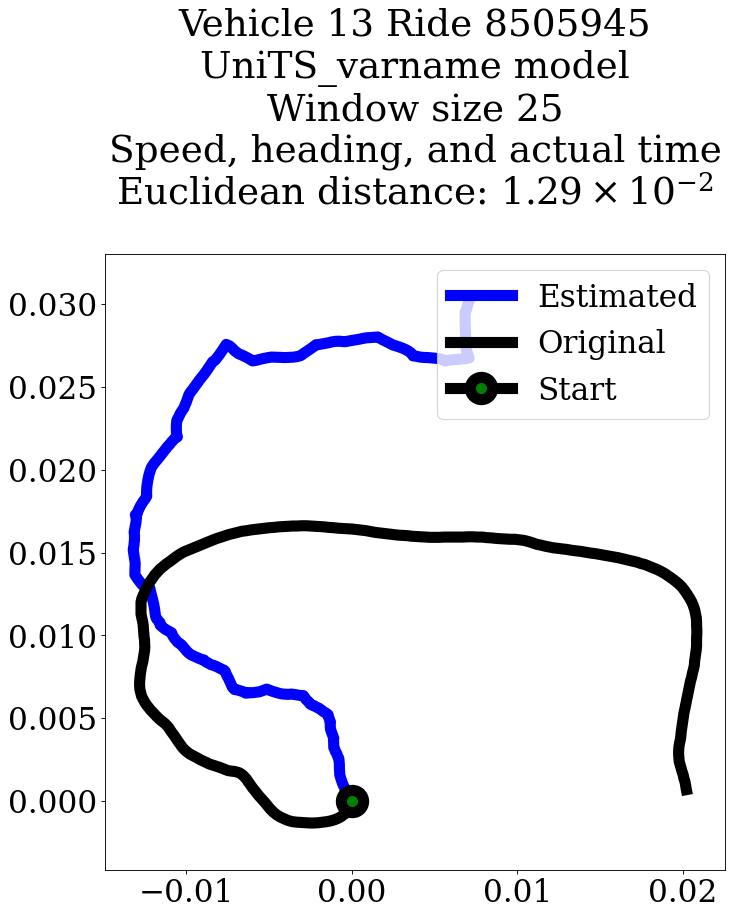 Vehicle 13 Ride 8505945
UniTS_varname model
Window size 25
Speed, heading, and actual time
Euclidean distance: 1.29 × 10⁻²
Estimated
Original
Start
0.030
0.025
0.020
0.015
0.010
0.005
0.000
−0.01 0.00 0.01 0.02